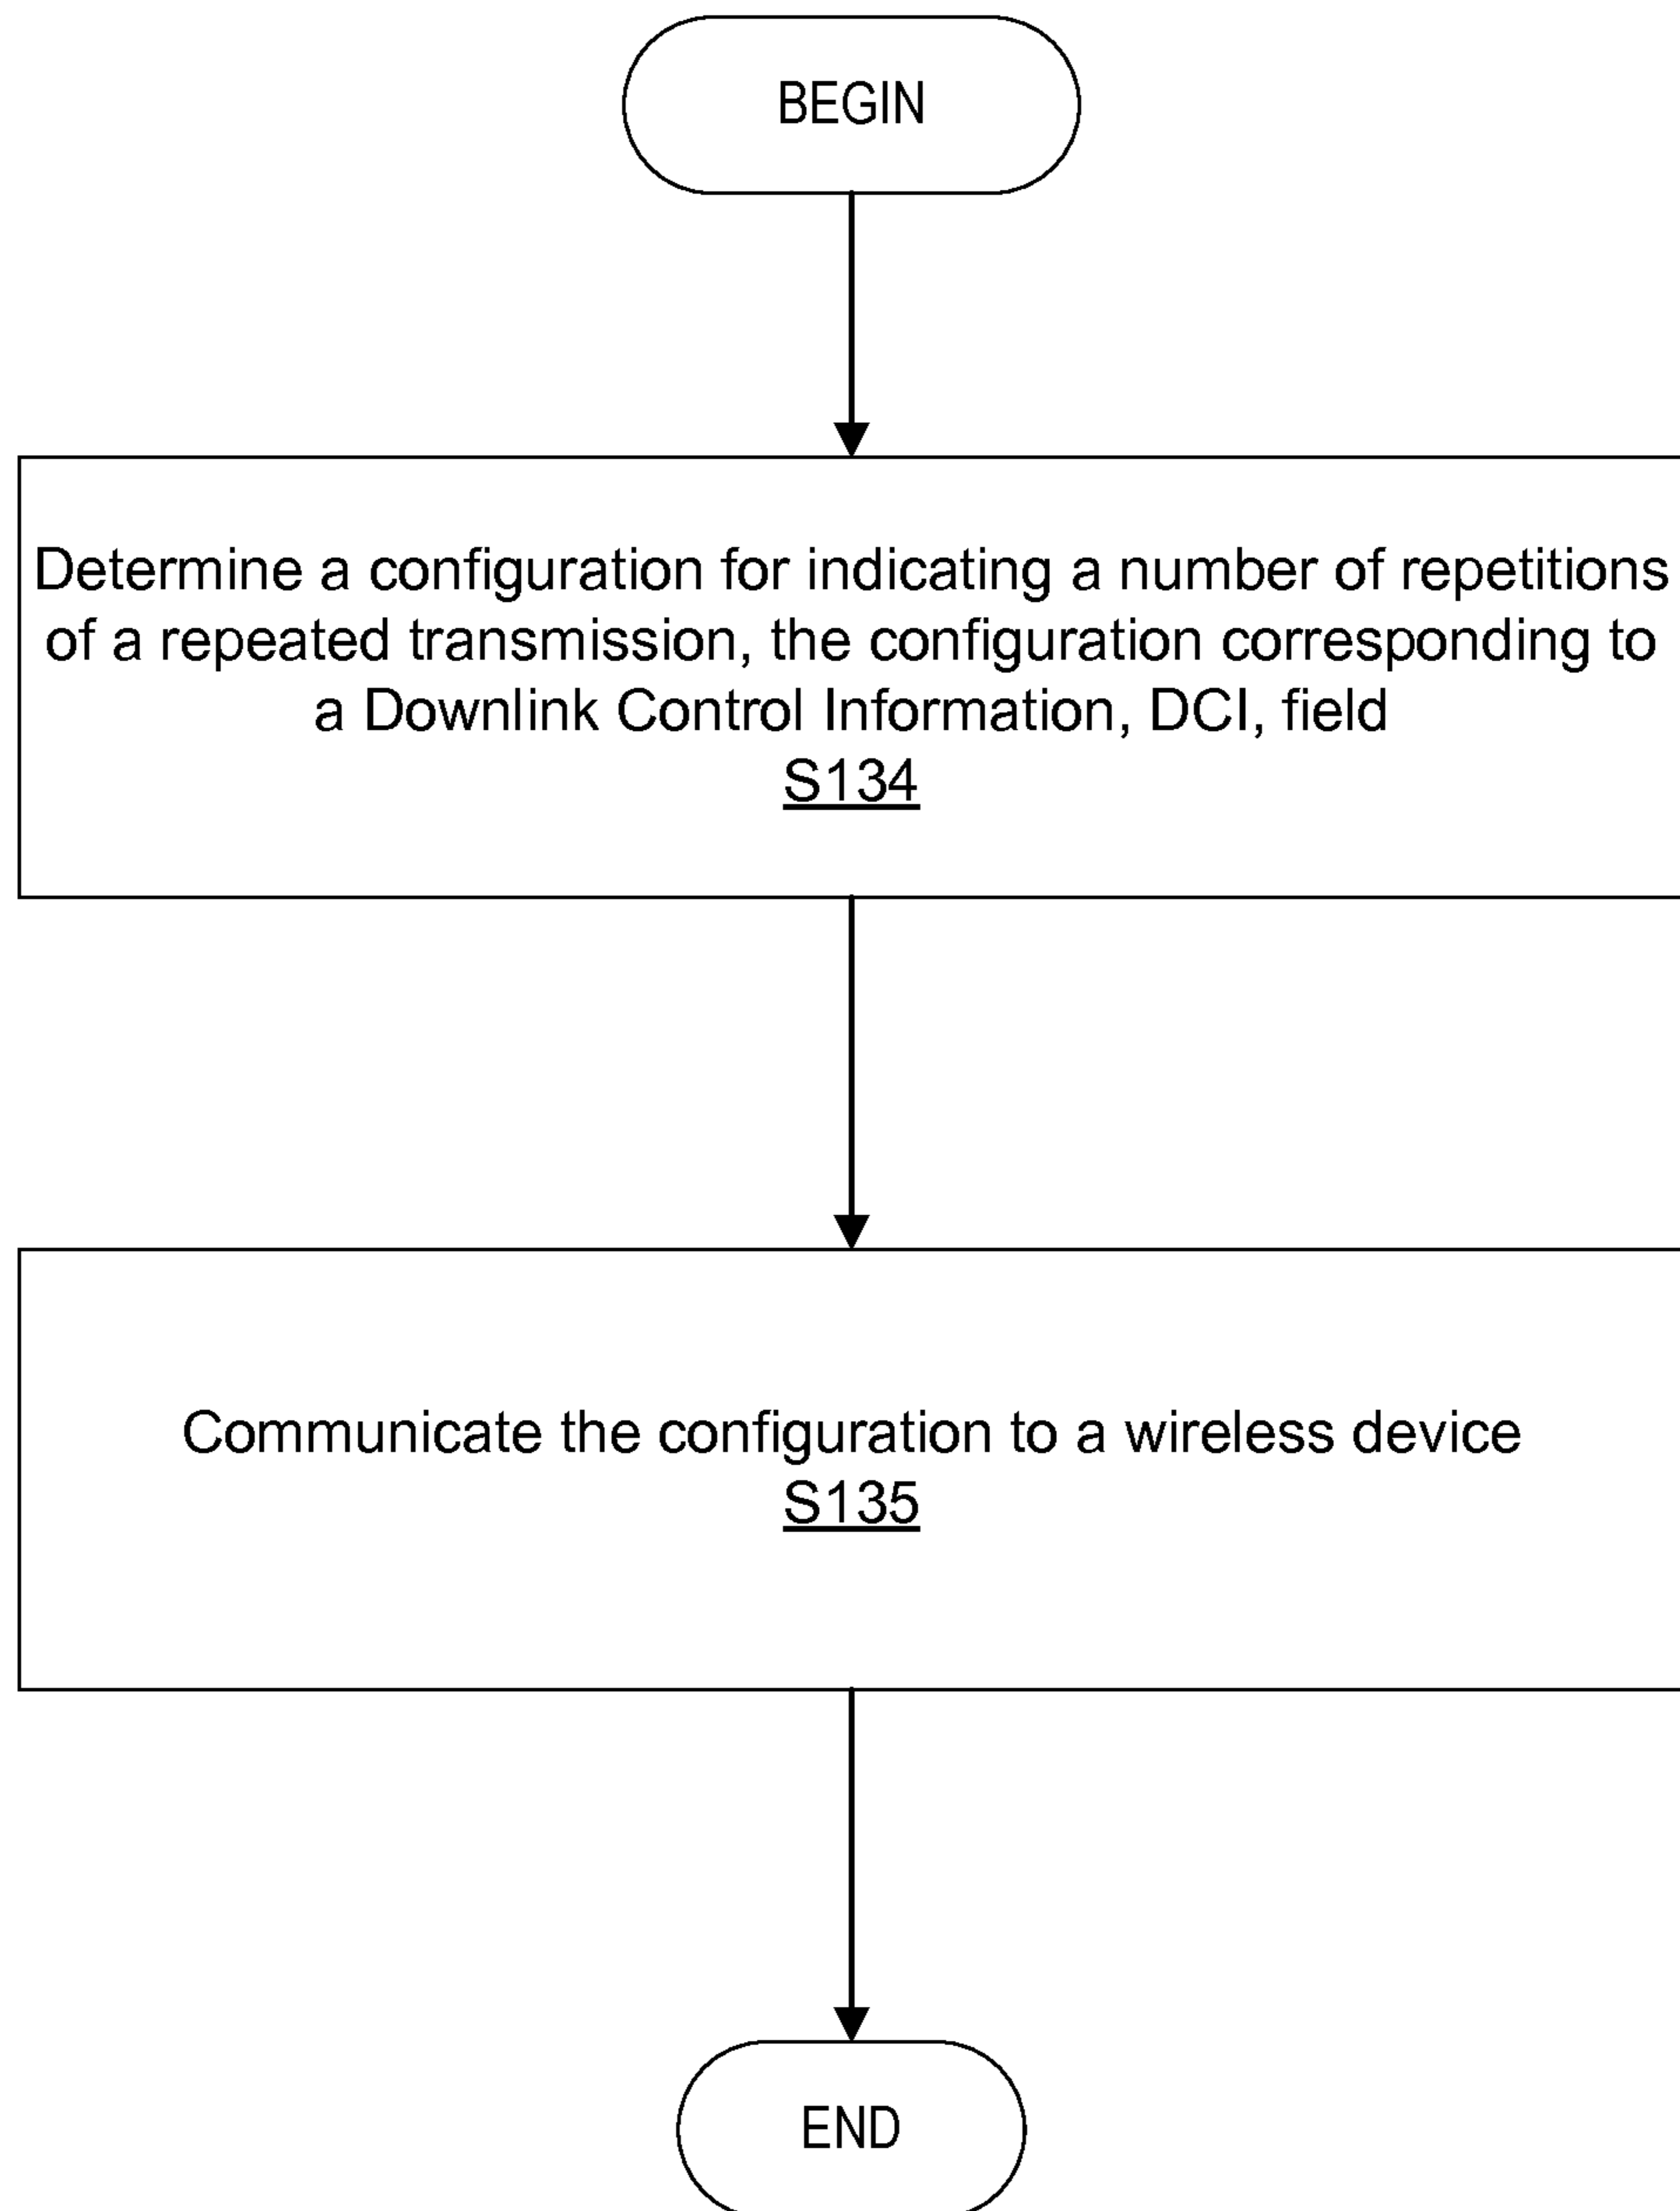 BEGIN
Determine a configuration for indicating a number of repetitions
of a repeated transmission, the configuration corresponding to
a Downlink Control Information, DCI, field
S134
Communicate the configuration to a wireless device
S135
END